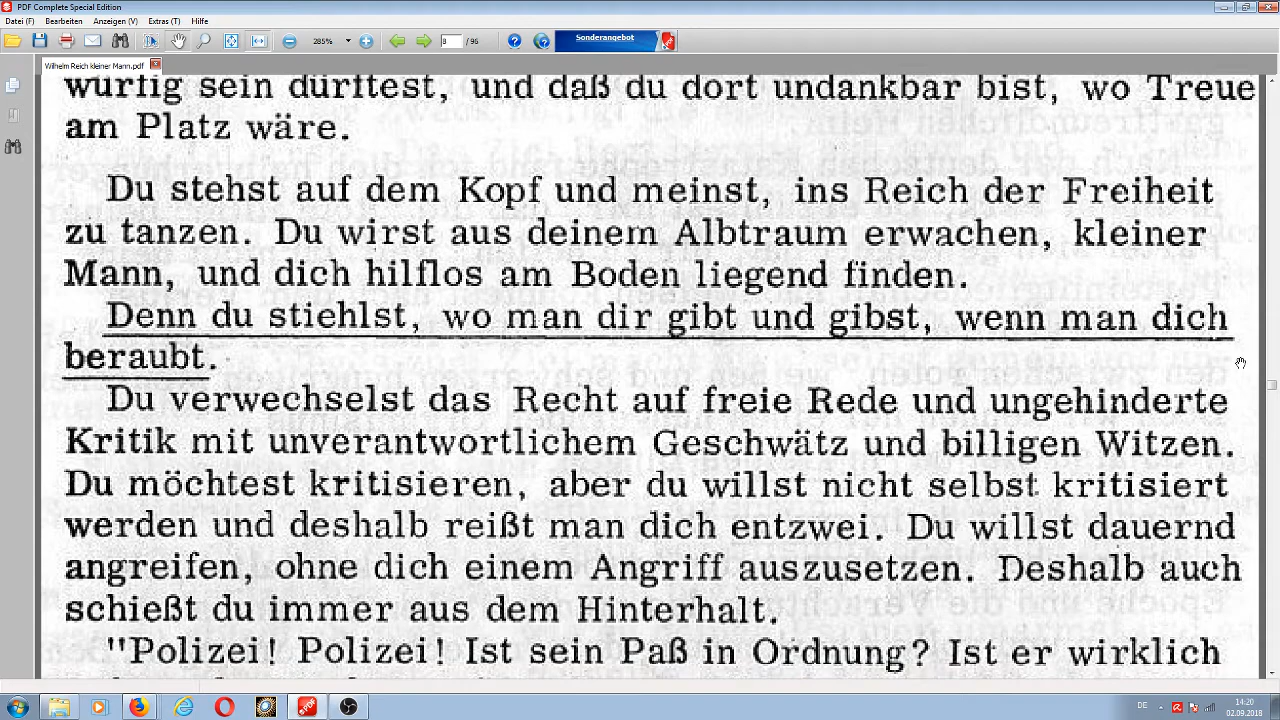 PDF Complete Special Edition
Datei (F) Bearbeiten Anzeigen (V) Extras (T) Hilfe
285% 8 / 96 Sonderangebot
Wilhelm Reich kleiner Mann.pdf
würfig sein dürftest, und daß du dort undankbar bist, wo Treue
am Platz wäre.
Du stehst auf dem Kopf und meinst, ins Reich der Freiheit
zu tanzen. Du wirst aus deinem Albtraum erwachen, kleiner
Mann, und dich hilflos am Boden liegend finden.
Denn du stiehlst, wo man dir gibt und gibst, wenn man dich
beraubt.
Du verwechselst das Recht auf freie Rede und ungehinderte
Kritik mit unverantwortlichem Geschwätz und billigen Witzen.
Du möchtest kritisieren, aber du willst nicht selbst kritisiert
werden und deshalb reißt man dich entzwei. Du willst dauernd
angreifen, ohne dich einem Angriff auszusetzen. Deshalb auch
schießt du immer aus dem Hinterhalt.
"Polizei! Polizei! Ist sein Paß in Ordnung? Ist er wirklich
DE 14:20
02.09.2018